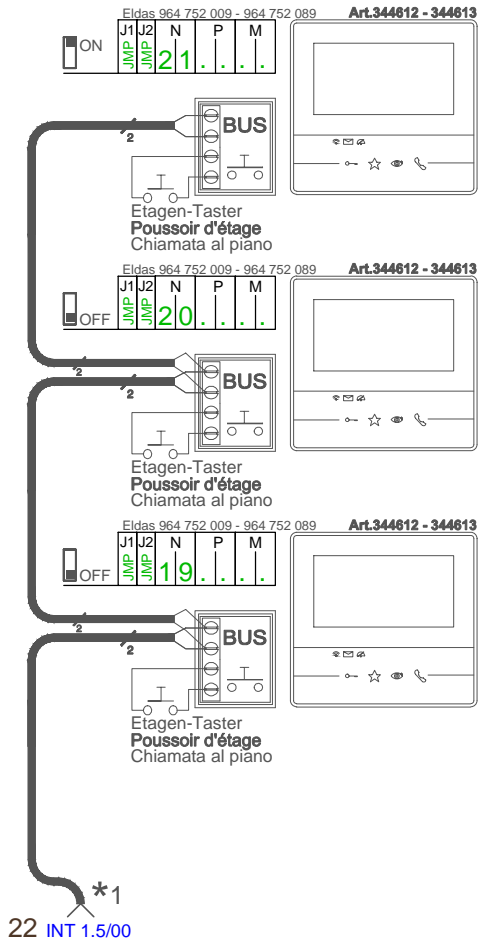 Eldas 964 752 009 - 964 752 089 Art.344612 - 344613
ON J1 J2 N P M
JMP JMP 2 1 . . . .
BUS
2
Etagen-Taster
Poussoir d'étage
Chiamata al piano
Eldas 964 752 009 - 964 752 089 Art.344612 - 344613
J1 J2 N P M
OFF JMP JMP 2 0 . . . .
2
BUS
2
Etagen-Taster
Poussoir d'étage
Chiamata al piano
Eldas 964 752 009 - 964 752 089 Art.344612 - 344613
J1 J2 N P M
OFF JMP JMP 1 9 . . . .
2
BUS
2
Etagen-Taster
Poussoir d'étage
Chiamata al piano
*1
22 INT 1.5/00